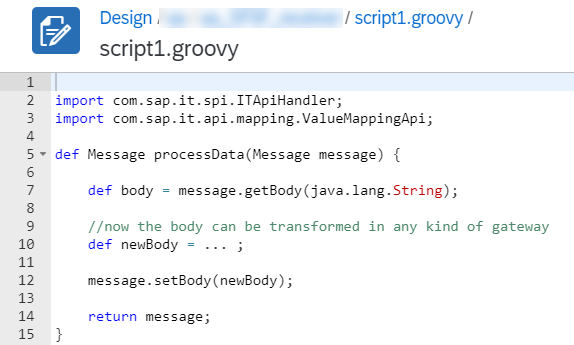 Design /
/ script1.groovy /
script1.groovy
1
2 import com.sap.it.spi.ITApiHandler;
3 import com.sap.it.api.mapping.ValueMappingApi;
4
5 def Message processData(Message message) {
6
7 def body = message.getBody(java.lang.String);
8
9 //now the body can be transformed in any kind of gateway
10 def newBody = ... ;
11
12 message.setBody(newBody);
13
14 return message;
15 }